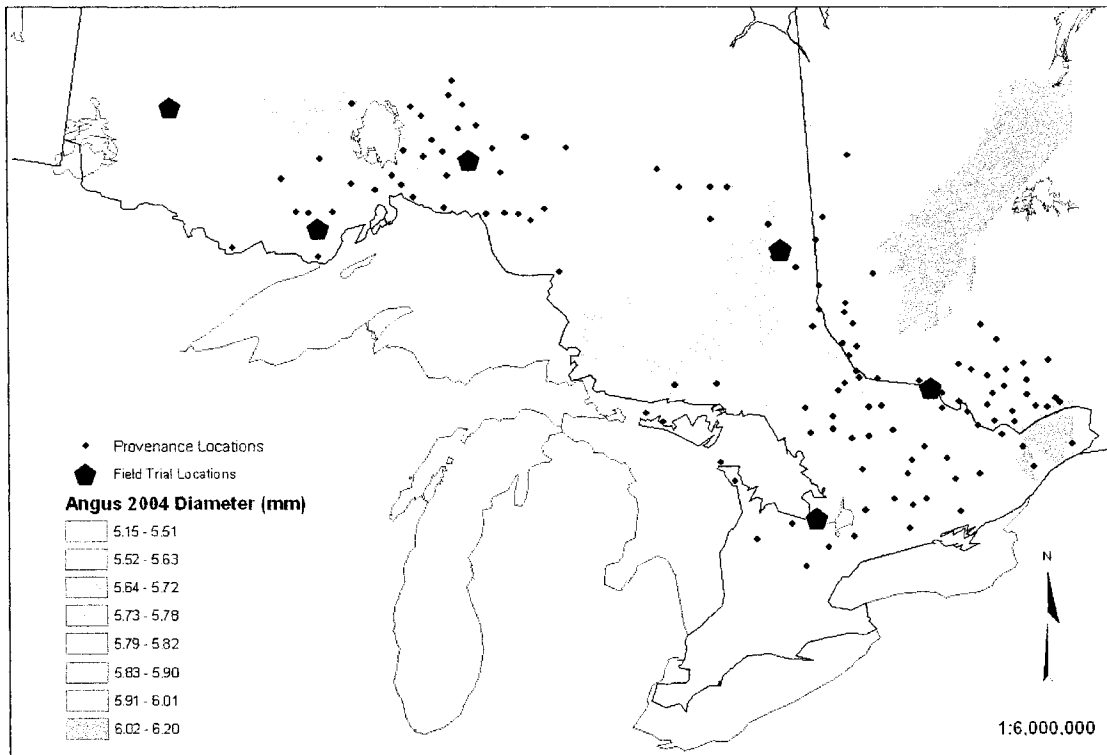 Provenance Locations
Field Trial Locations
Angus 2004 Diameter (mm)
5.15 - 5.51
5.52 - 5.63
5.64 - 5.72
5.73 - 5.78
5.79 - 5.82
5.83 - 5.90
5.91 - 6.01
6.02 - 6.20
N
1:6,000,000